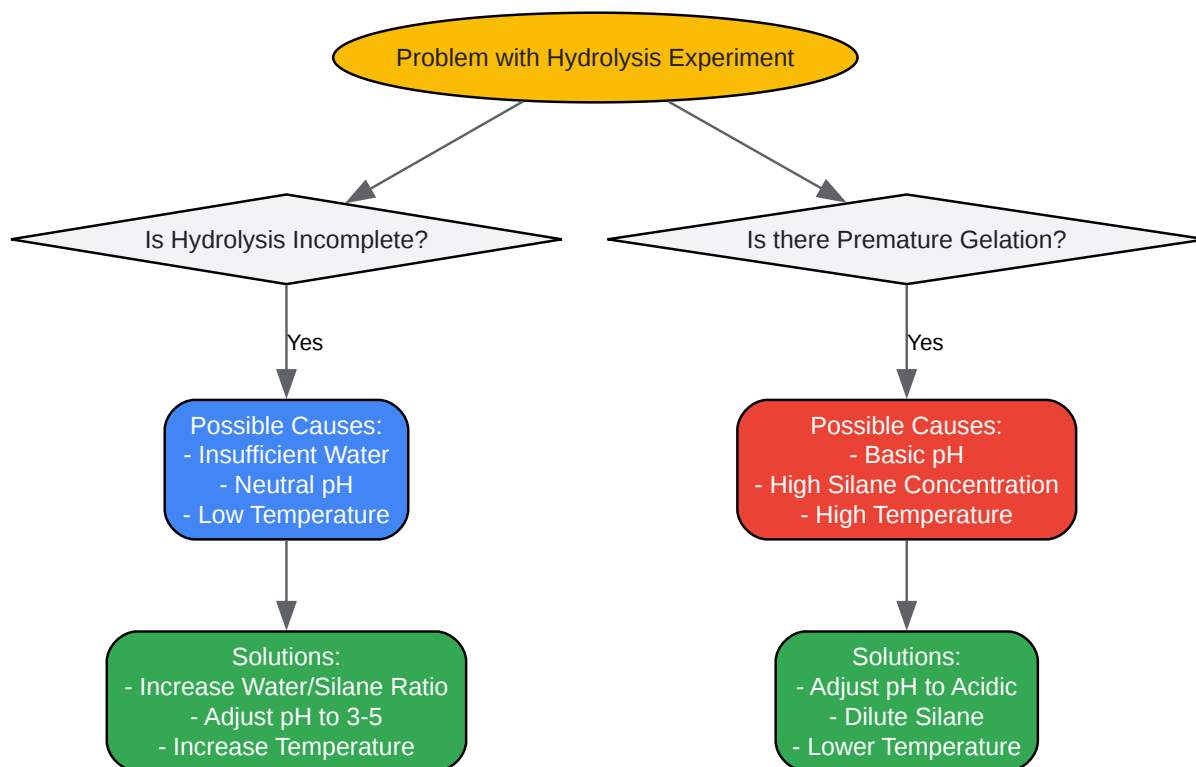 Problem with Hydrolysis Experiment
Is Hydrolysis Incomplete?
Is there Premature Gelation?
Yes
Yes
Possible Causes:
- Insufficient Water
- Neutral pH
- Low Temperature
Possible Causes:
- Basic pH
- High Silane Concentration
- High Temperature
Solutions:
- Increase Water/Silane Ratio
- Adjust pH to 3-5
- Increase Temperature
Solutions:
- Adjust pH to Acidic
- Dilute Silane
- Lower Temperature